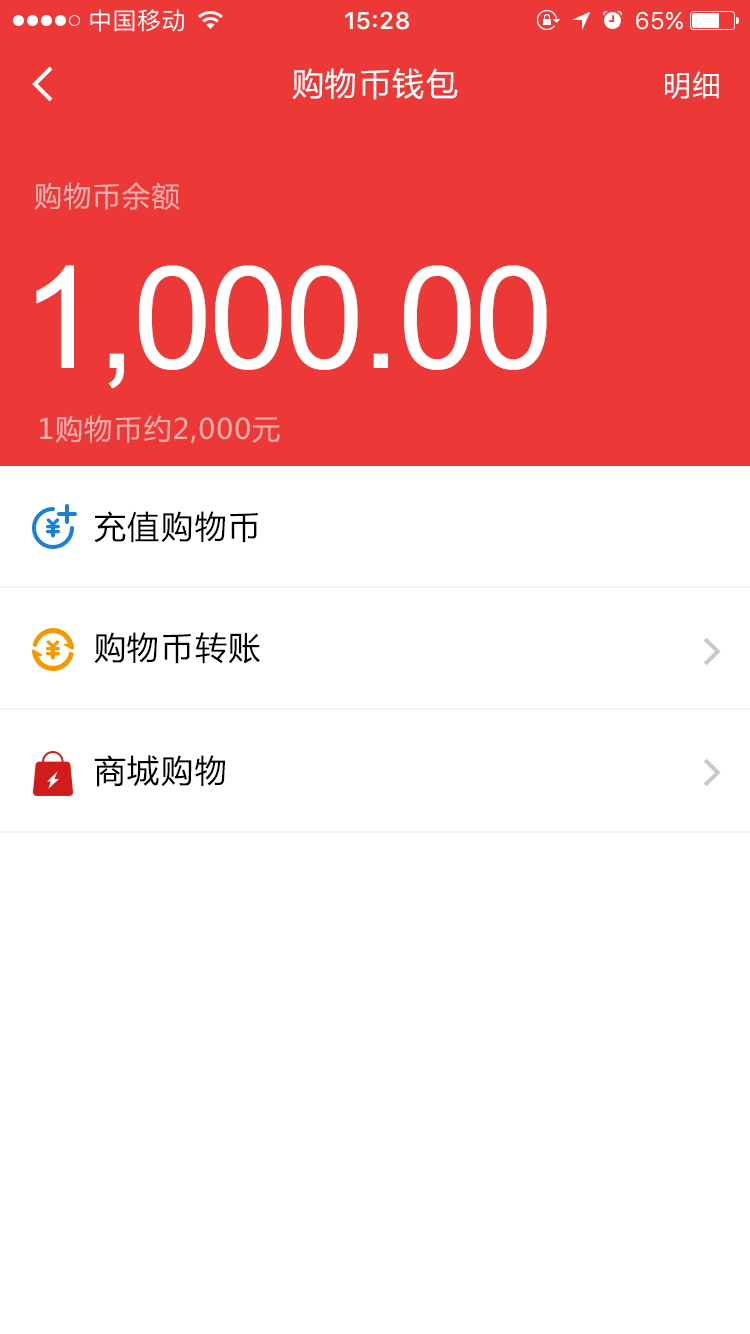 中国移动
15:28
65%
购物币钱包
明细
购物币余额
1,000.00
1购物币约2,000元
充值购物币
购物币转账
商城购物